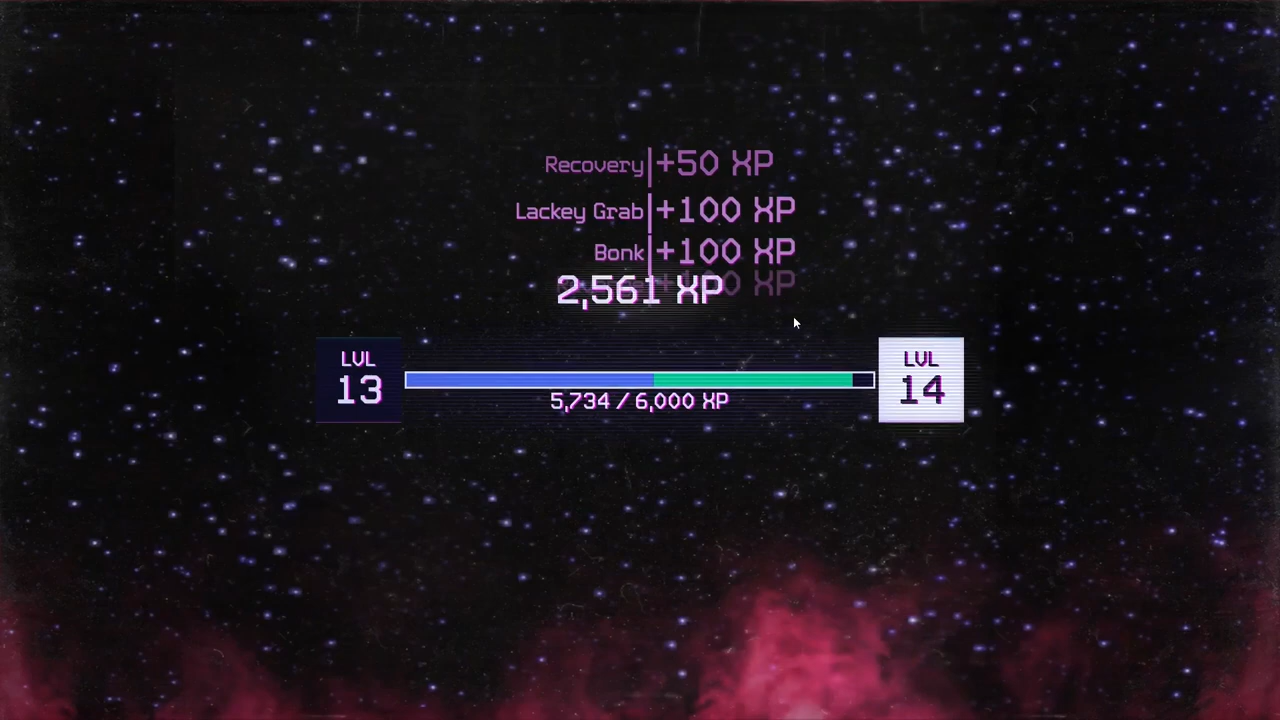 Recovery +50 XP
Lackey Grab +100 XP
Bonk +100 XP
2,561 XP
LVL
13
LVL
14
5,734 / 6,000 XP